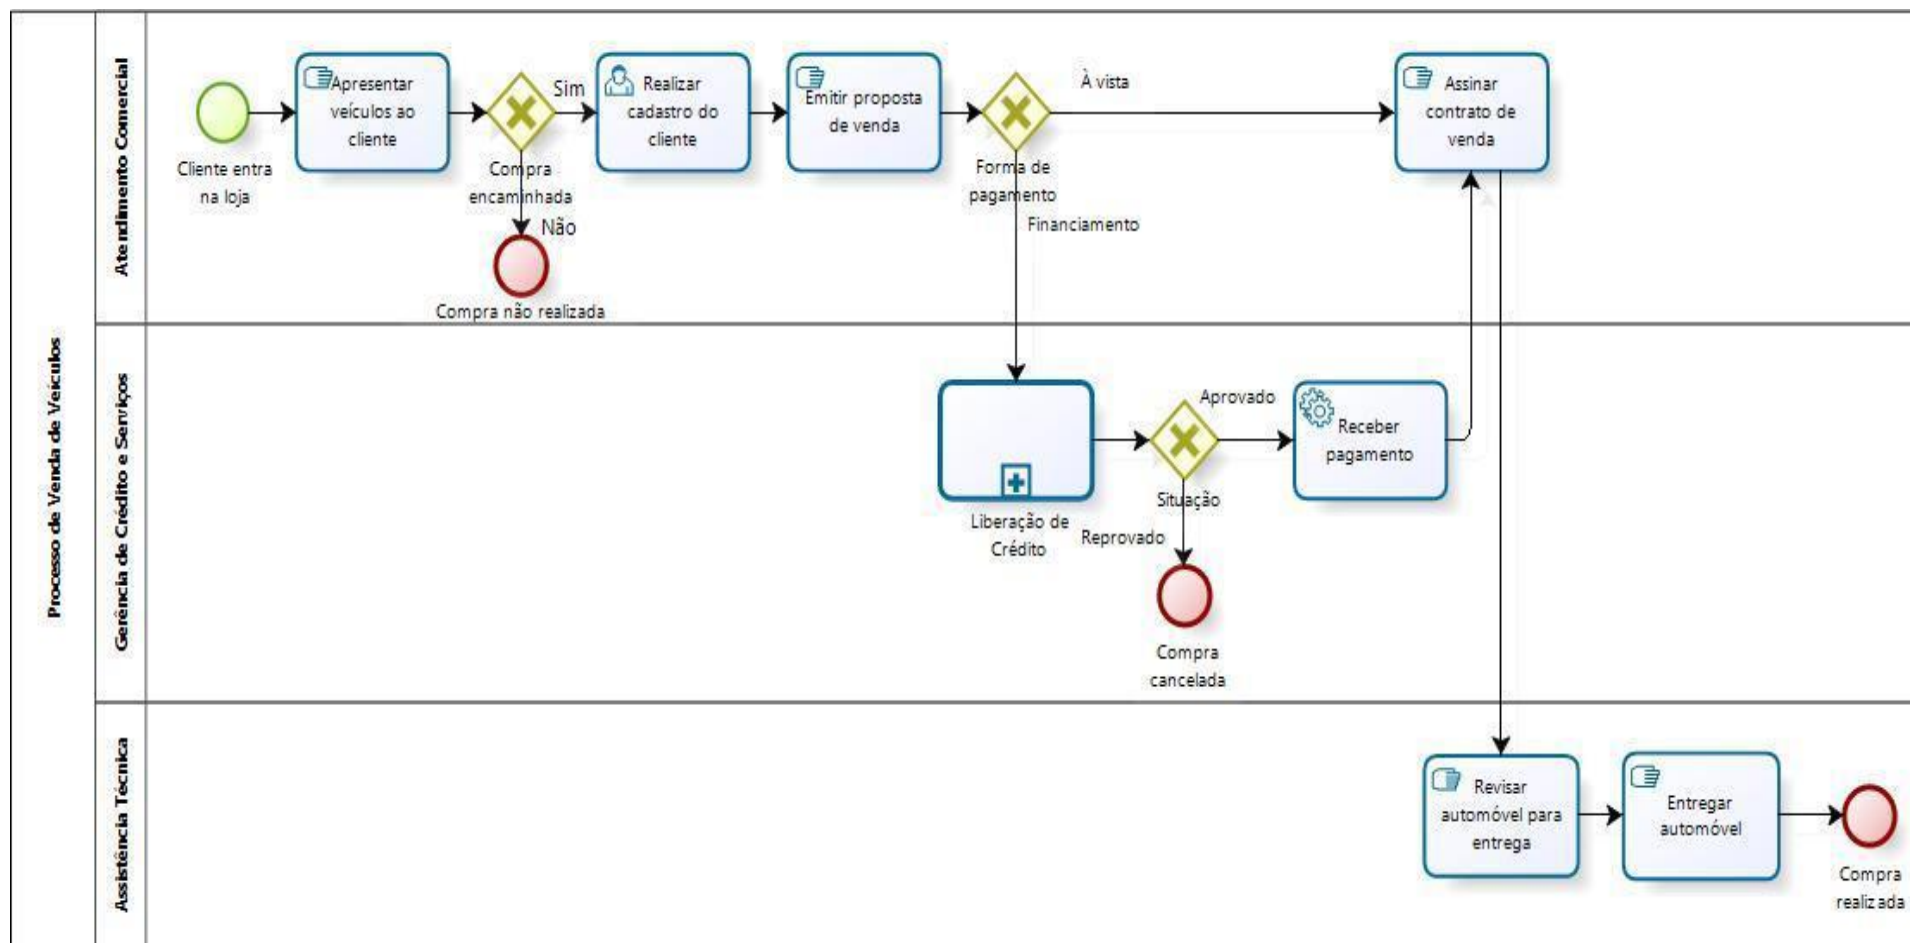 Processo de Venda de Veículos
Atendimento Comercial
Cliente entra
na loja
Apresentar
veículos ao
cliente
Compra
encaminhada
Sim
Não
Compra não realizada
Realizar
cadastro do
cliente
Emitir proposta
de venda
Forma de
pagamento
À vista
Financiamento
Assinar
contrato de
venda
Gerência de Crédito e Serviços
Liberação de
Crédito
Situação
Aprovado
Reprovado
Compra
cancelada
Receber
pagamento
Assistência Técnica
Revisar
automóvel para
entrega
Entregar
automóvel
Compra
realizada